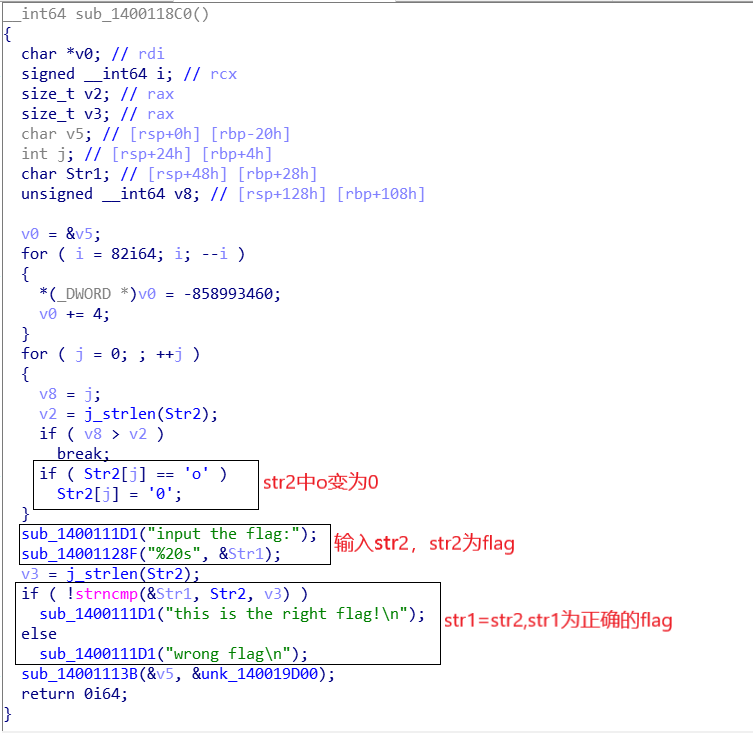 __int64 sub_1400118C0()
{
  char *v0; // rdi
  signed __int64 i; // rcx
  size_t v2; // rax
  size_t v3; // rax
  char v5; // [rsp+0h] [rbp-20h]
  int j; // [rsp+24h] [rbp+4h]
  char Str1; // [rsp+48h] [rbp+28h]
  unsigned __int64 v8; // [rsp+128h] [rbp+108h]

  v0 = &v5;
  for ( i = 82i64; i; --i )
  {
    *(_DWORD *)v0 = -858993460;
    v0 += 4;
  }
  for ( j = 0; ; ++j )
  {
    v8 = j;
    v2 = j_strlen(Str2);
    if ( v8 > v2 )
      break;
    if ( Str2[j] == 'o' )
      Str2[j] = '0';
str2中o变为0
  }
  sub_1400111D1("input the flag:");
  sub_14001128F("%20s", &Str1);
输入str2，str2为flag
  v3 = j_strlen(Str2);
  if ( !strncmp(&Str1, Str2, v3) )
    sub_1400111D1("this is the right flag!\n");
  else
    sub_1400111D1("wrong flag\n");
str1=str2,str1为正确的flag
  sub_14001113B(&v5, &unk_140019D00);
  return 0i64;
}